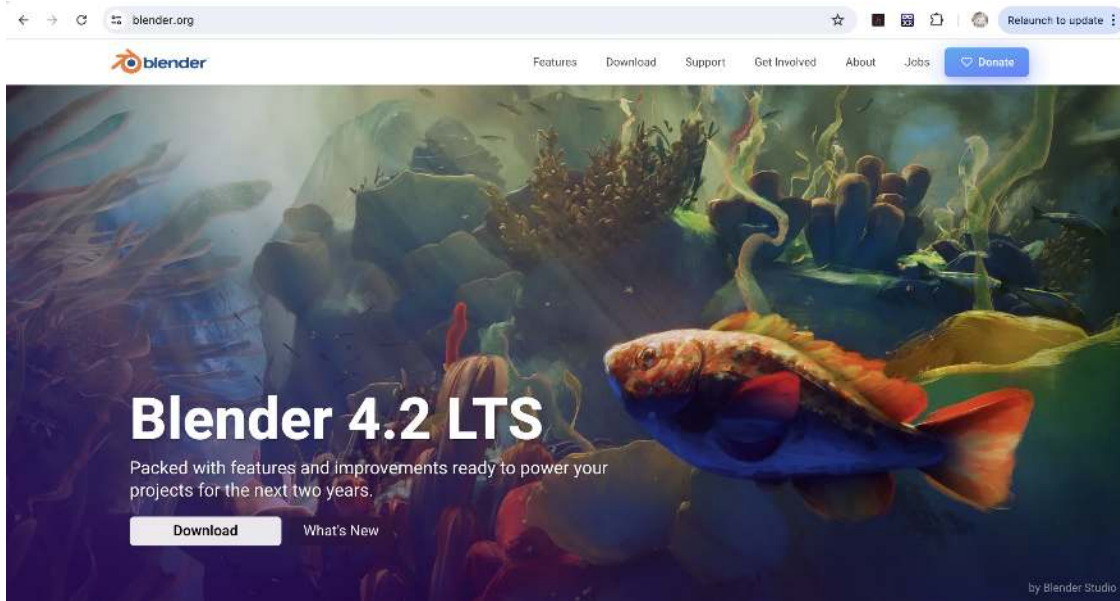 blender.org
Relaunch to update
blender
Features Download Support Get Involved About Jobs Donate
Blender 4.2 LTS
Packed with features and improvements ready to power your
projects for the next two years.
Download What's New
by Blender Studio